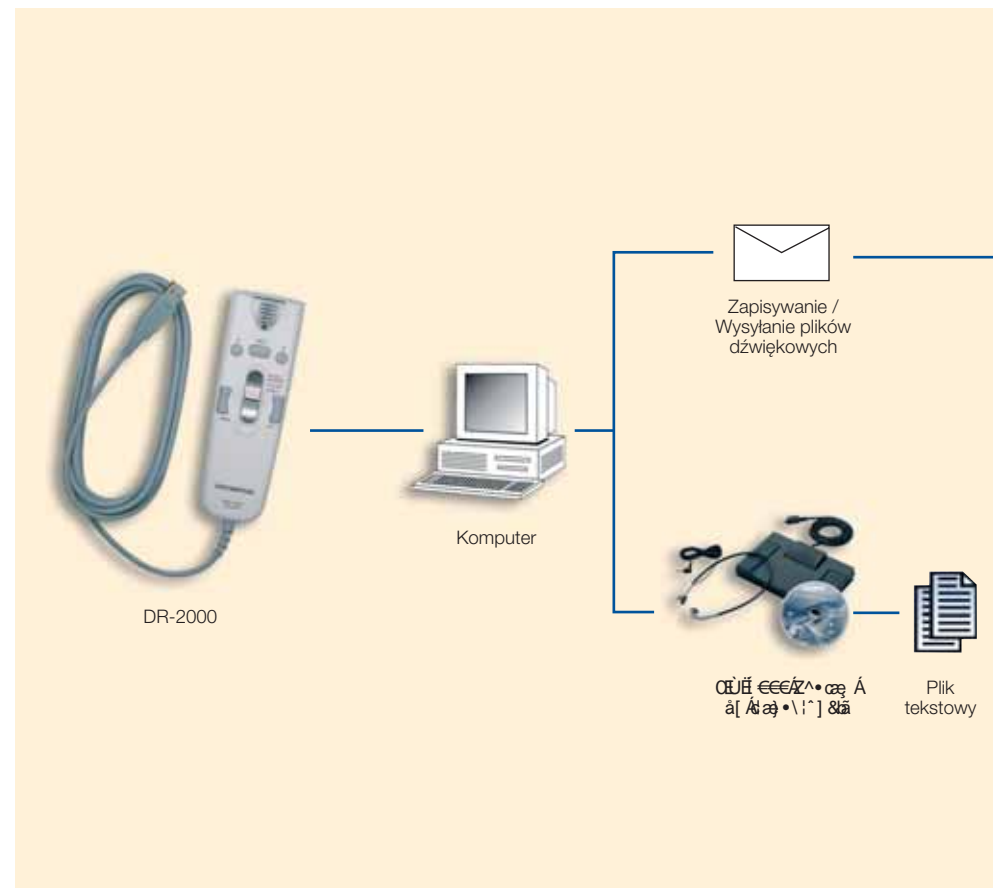 Zapisywanie /
Wysyłanie plików
dźwiękowych
Komputer
DR-2000
Plik
tekstowy